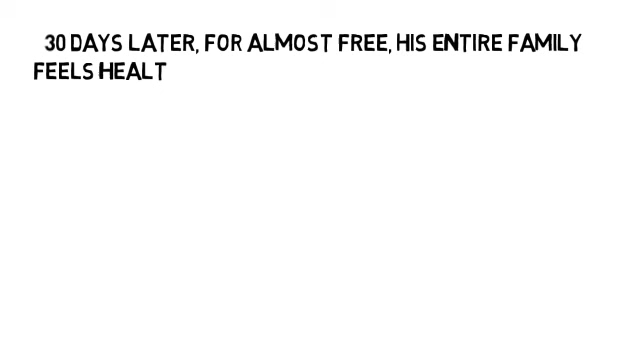 30 DAYS LATER, FOR ALMOST FREE, HIS ENTIRE FAMILY
FEELS HEALT